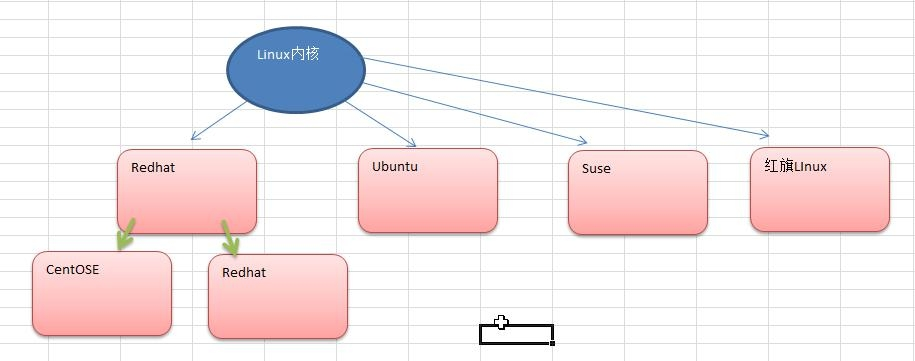 Linux内核
Redhat
Ubuntu
Suse
红旗LInux
CentOSE
Redhat